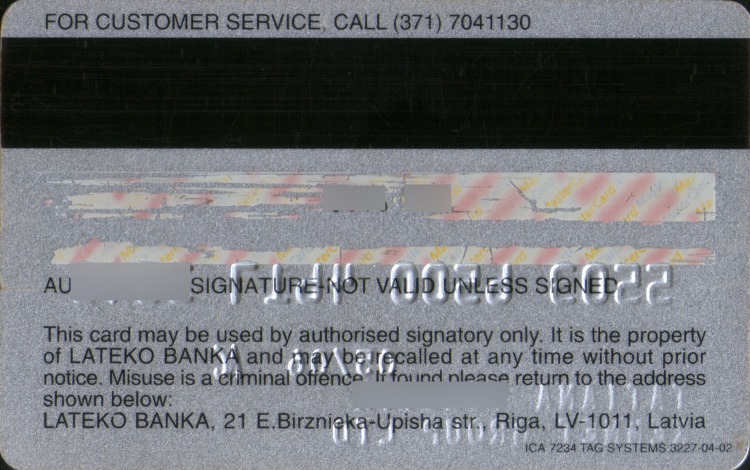 FOR CUSTOMER SERVICE, CALL (371) 7041130
AU SIGNATURE-NOT VALID UNLESS SIGNED
This card may be used by authorised signatory only. It is the property
of LATEKO BANKA and may be recalled at any time without prior
notice. Misuse is a criminal offence. If found please return to the address
shown below:
LATEKO BANKA, 21 E.Birznieka-Upisha str., Riga, LV-1011, Latvia
ICA 7234 TAG SYSTEMS 3227-04-02